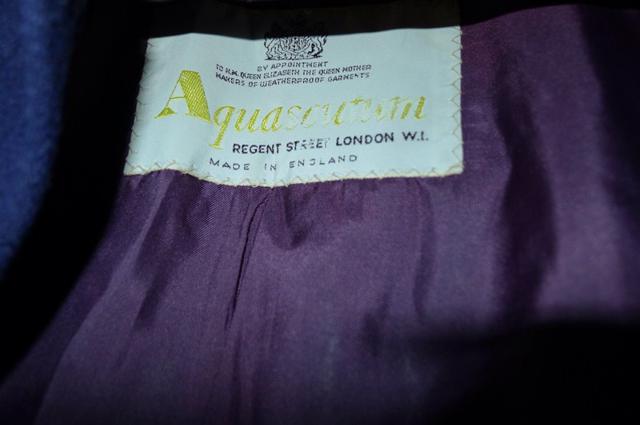 BY APPOINTMENT
TO H.M. QUEEN ELIZABETH THE QUEEN MOTHER
MAKERS OF WEATHERPROOF GARMENTS
Aquascutum
REGENT STREET LONDON W.1.
MADE IN ENGLAND